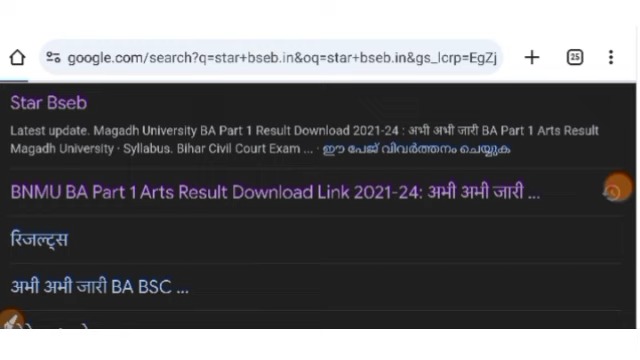 google.com/search?q=star+bseb.in&oq=star+bseb.in&gs_lcrp=EgZj
25
Star Bseb
Latest update. Magadh University BA Part 1 Result Download 2021-24 : अभी अभी जारी BA Part 1 Arts Result
Magadh University · Syllabus. Bihar Civil Court Exam ... · ഈ പേജ് വിവർത്തനം ചെയ്യുക
BNMU BA Part 1 Arts Result Download Link 2021-24: अभी अभी जारी ...
रिजल्ट्स
अभी अभी जारी BA BSC ...